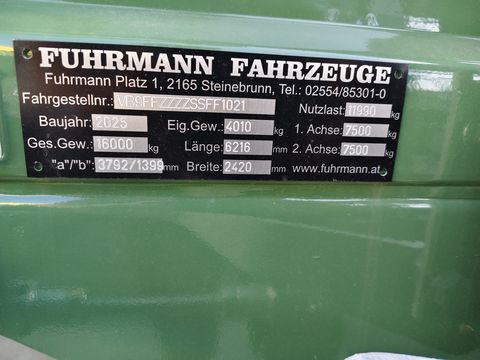 FUHRMANN FAHRZEUGE
Fuhrmann Platz 1, 2165 Steinebrunn, Tel.: 02554/85301-0
Fahrgestellnr.: Nutzlast: 11990 kg
Baujahr: 2025 Eig.Gew.: 4010 kg 1. Achse: 7500 kg
Ges.Gew.: 16000 kg Länge: 6216 mm 2. Achse: 7500 kg
"a"/"b": 3792/1399 mm Breite: 2420 mm www.fuhrmann.at